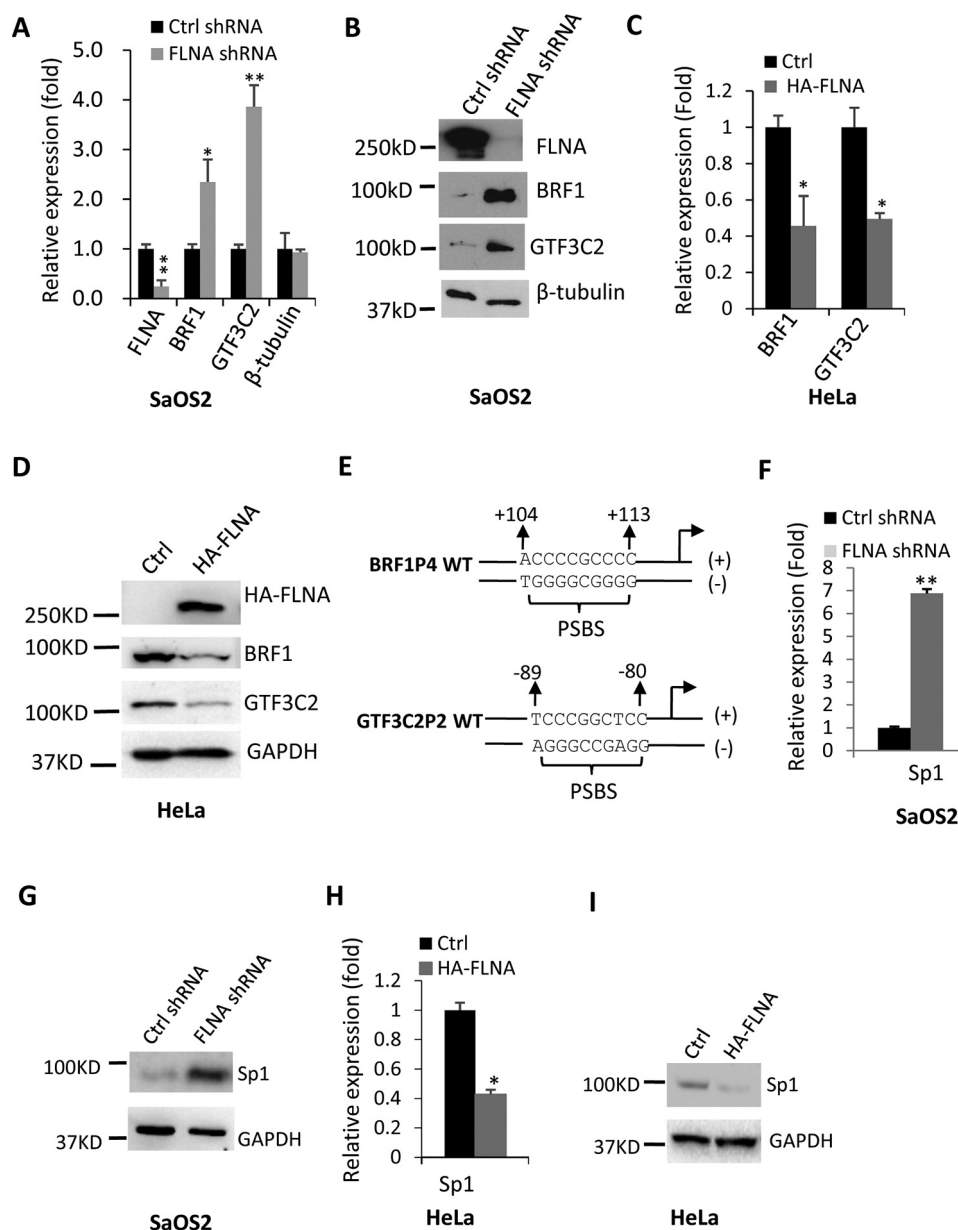 A
Ctrl shRNA
FLNA shRNA
Relative expression (fold)
5.0
4.0
3.0
2.0
1.0
0.0
**
*
**
FLNA
BRF1
GTF3C2
β-tubulin
SaOS2
B
Ctrl shRNA
FLNA shRNA
250kD
FLNA
100kD
BRF1
100kD
GTF3C2
37kD
β-tubulin
SaOS2
C
Ctrl
HA-FLNA
Relative expression (Fold)
1.2
1
0.8
0.6
0.4
0.2
0
*
*
BRF1
GTF3C2
HeLa
D
Ctrl
HA-FLNA
250KD
HA-FLNA
100KD
BRF1
100KD
GTF3C2
37KD
GAPDH
HeLa
E
+104
+113
BRF1P4 WT
ACCCCGCCCC
(+)
TGGGGCGGGG
(-)
PSBS
-89
-80
GTF3C2P2 WT
TCCCGGCTCC
(+)
AGGGCCGAGG
(-)
PSBS
F
Ctrl shRNA
FLNA shRNA
Relative expression (Fold)
8
7
6
5
4
3
2
1
0
**
Sp1
SaOS2
G
Ctrl shRNA
FLNA shRNA
100KD
Sp1
37KD
GAPDH
SaOS2
H
Ctrl
HA-FLNA
Relative expression (fold)
1.2
1
0.8
0.6
0.4
0.2
0
*
Sp1
HeLa
I
Ctrl
HA-FLNA
100KD
Sp1
37KD
GAPDH
HeLa